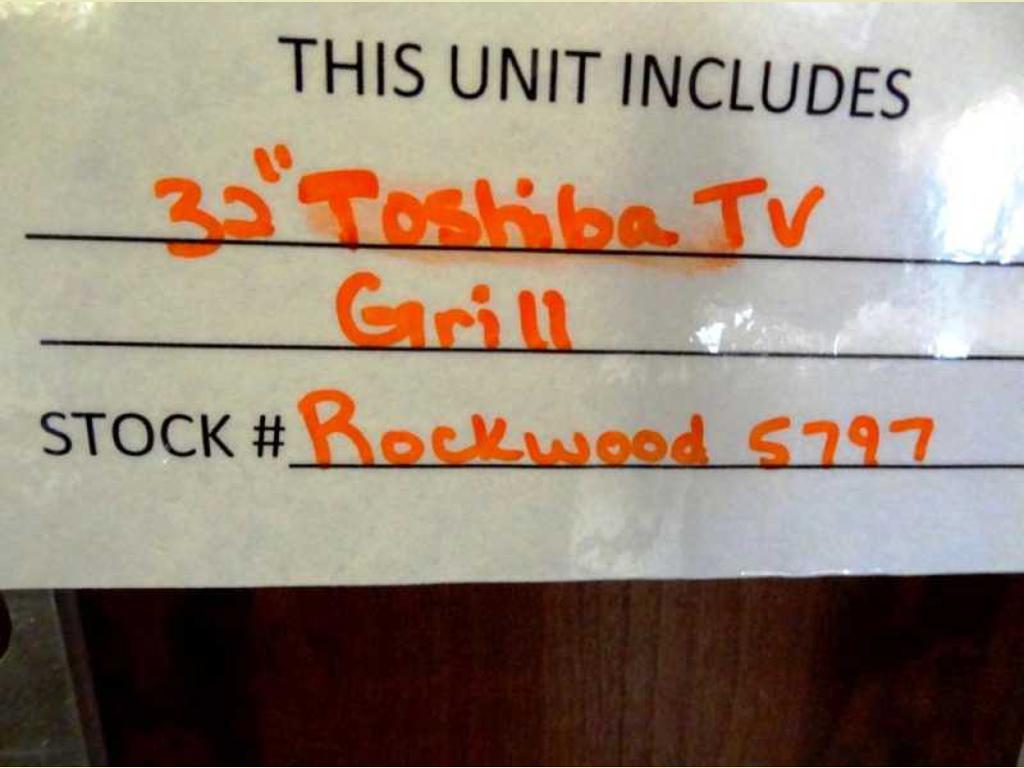 THIS UNIT INCLUDES
32" Toshiba TV
Grill
STOCK # Rockwood 5797